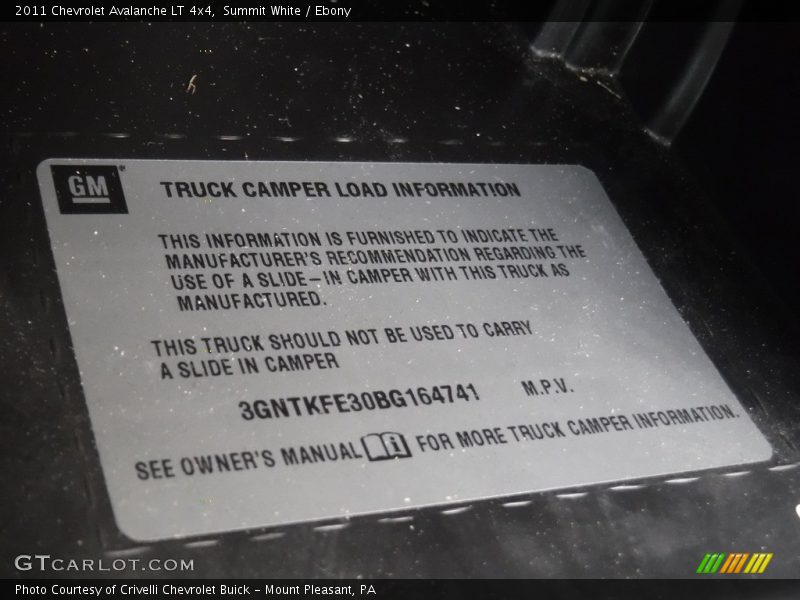 2011 Chevrolet Avalanche LT 4x4, Summit White / Ebony
GM
TRUCK CAMPER LOAD INFORMATION
THIS INFORMATION IS FURNISHED TO INDICATE THE
MANUFACTURER'S RECOMMENDATION REGARDING THE
USE OF A SLIDE-IN CAMPER WITH THIS TRUCK AS
MANUFACTURED.
THIS TRUCK SHOULD NOT BE USED TO CARRY
A SLIDE IN CAMPER
3GNTKFE30BG164741 M.P.V.
SEE OWNER'S MANUAL i FOR MORE TRUCK CAMPER INFORMATION.
GTCARLOT.COM
Photo Courtesy of Crivelli Chevrolet Buick - Mount Pleasant, PA